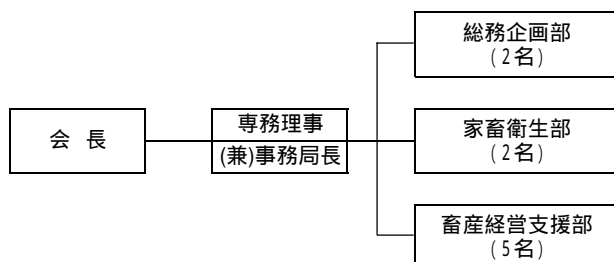 会 長
専務理事
(兼)事務局長
総務企画部
(2名)
家畜衛生部
(2名)
畜産経営支援部
(5名)